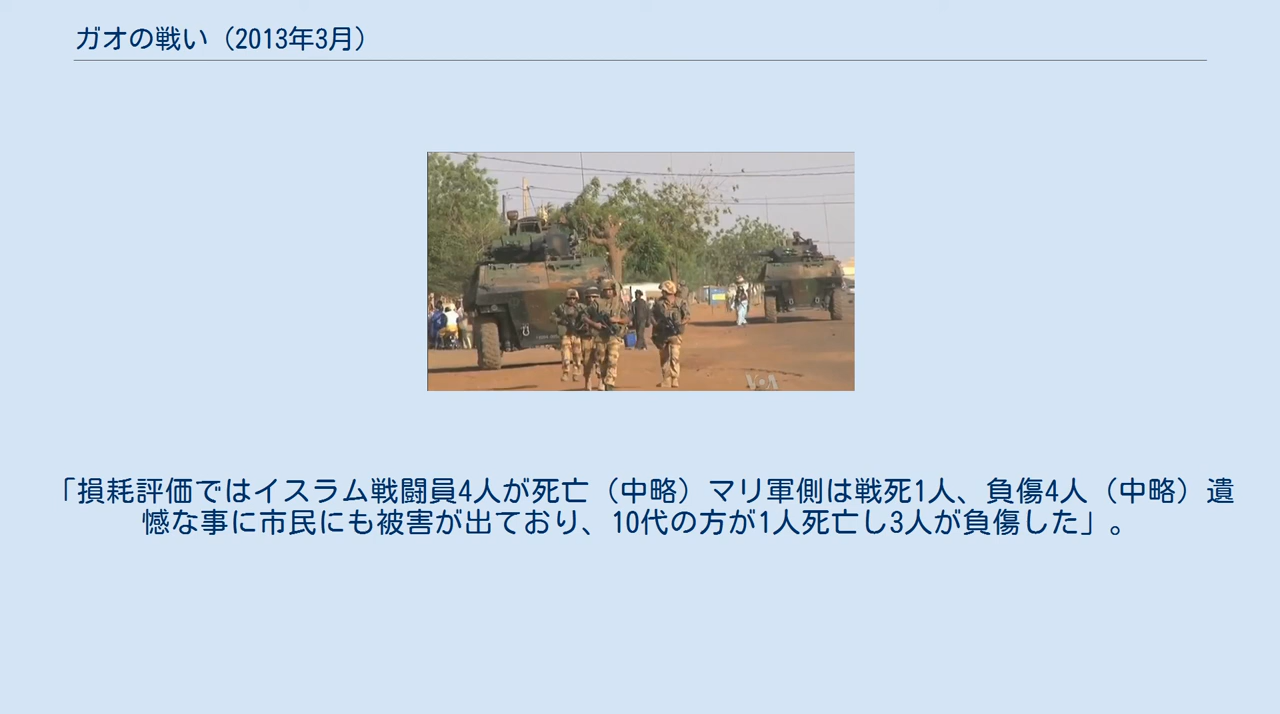 ガオの戦い（2013年3月）
VOA
「損耗評価ではイスラム戦闘員4人が死亡（中略）マリ軍側は戦死1人、負傷4人（中略）遺
憾な事に市民にも被害が出ており、10代の方が1人死亡し3人が負傷した」。